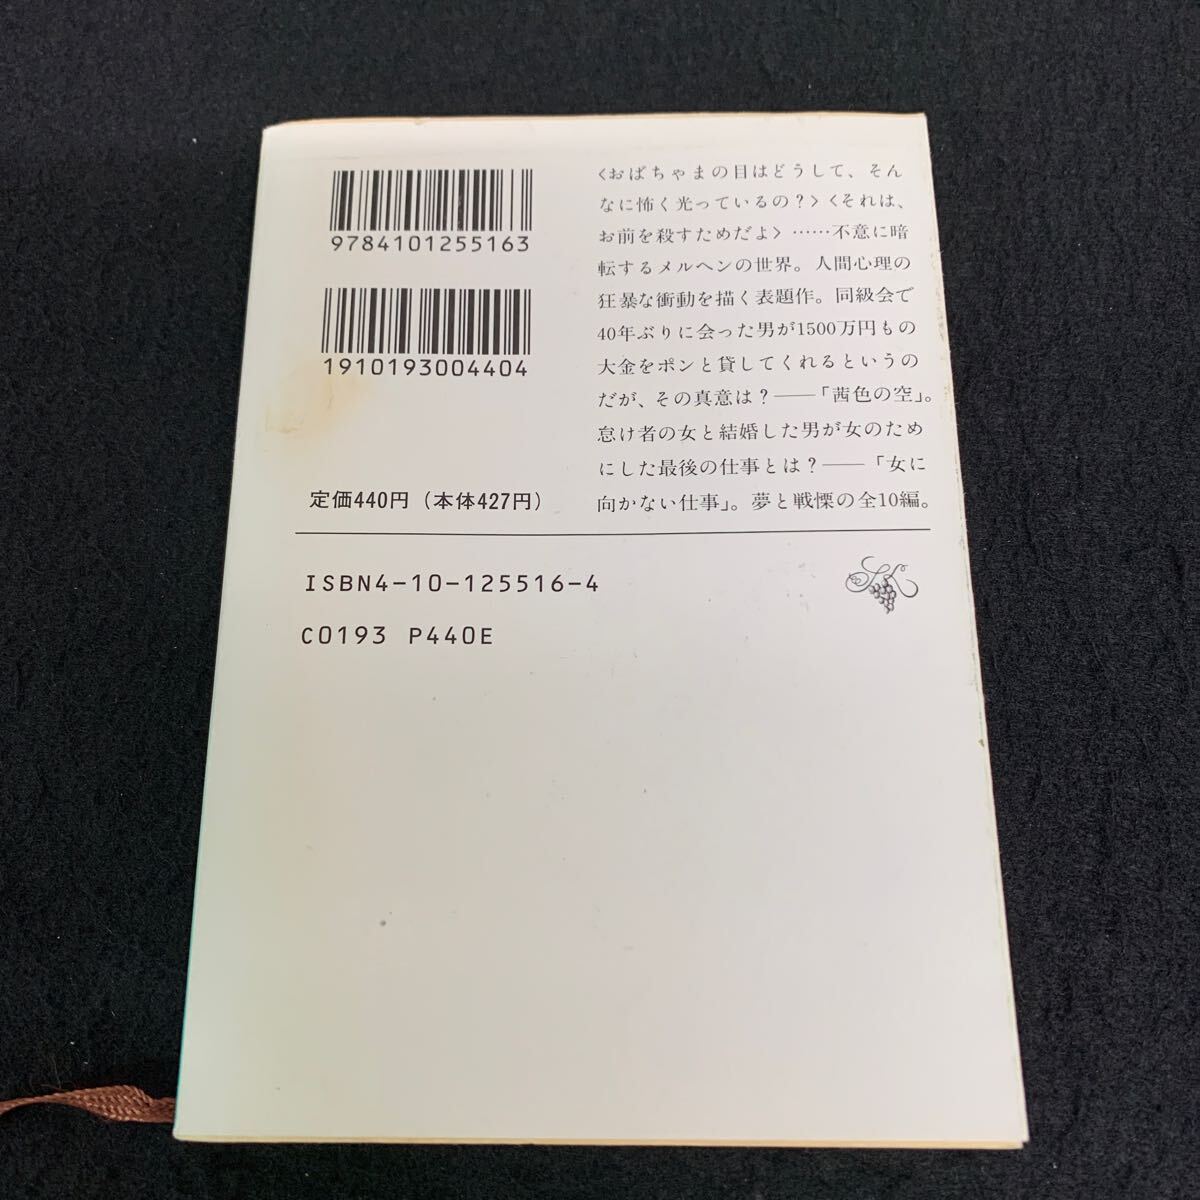 9784101255163
1910193004404
定価440円（本体427円）
〈おばちゃまの目はどうして、そん
なに怖く光っているの？〉〈それは、
お前を殺すためだよ〉……不意に暗
転するメルヘンの世界。人間心理の
狂暴な衝動を描く表題作。同級会で
40年ぶりに会った男が1500万円もの
大金をポンと貸してくれるというの
だが、その真意は？――「茜色の空」。
怠け者の女と結婚した男が女のため
にした最後の仕事とは？――「女に
向かない仕事」。夢と戦慄の全10編。
ISBN4-10-125516-4
C0193 P440E